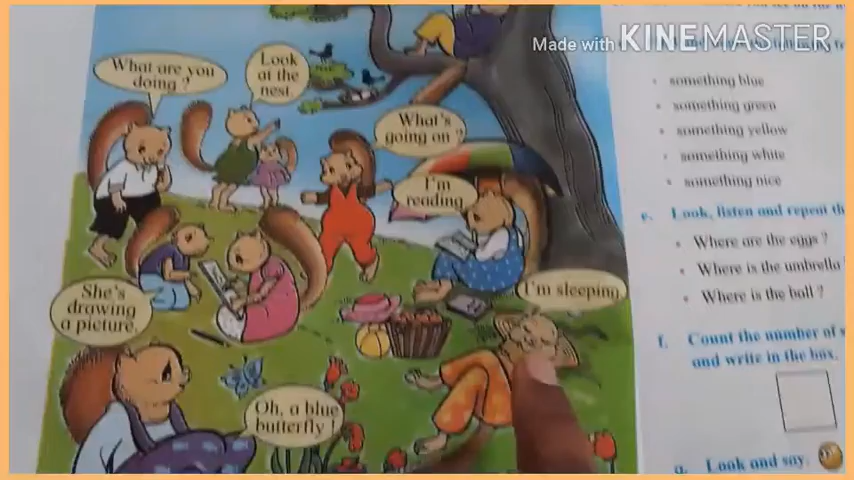 Made with KINEMASTER
What are you
doing ?
Look
at the
nest.
What's
going on ?
I'm
reading.
I'm sleeping.
She's
drawing
a picture.
Oh, a blue
butterfly !
something blue
something green
something yellow
something white
something nice
e. Look, listen and repeat
Where are the eggs ?
Where is the umbrella
Where is the ball ?
f. Count the number of
and write in the box.
g. Look and say.